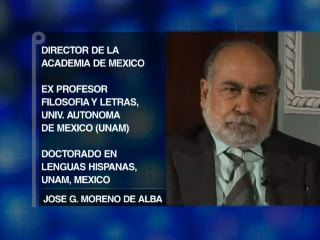 DIRECTOR DE LA
ACADEMIA DE MEXICO
EX PROFESOR
FILOSOFIA Y LETRAS,
UNIV. AUTONOMA
DE MEXICO (UNAM)
DOCTORADO EN
LENGUAS HISPANAS,
UNAM, MEXICO
JOSE G. MORENO DE ALBA